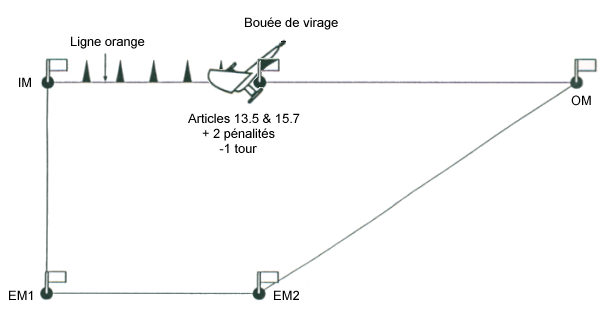 Bouée de virage
Ligne orange
IM
OM
Articles 13.5 & 15.7
+ 2 pénalités
-1 tour
EM1
EM2